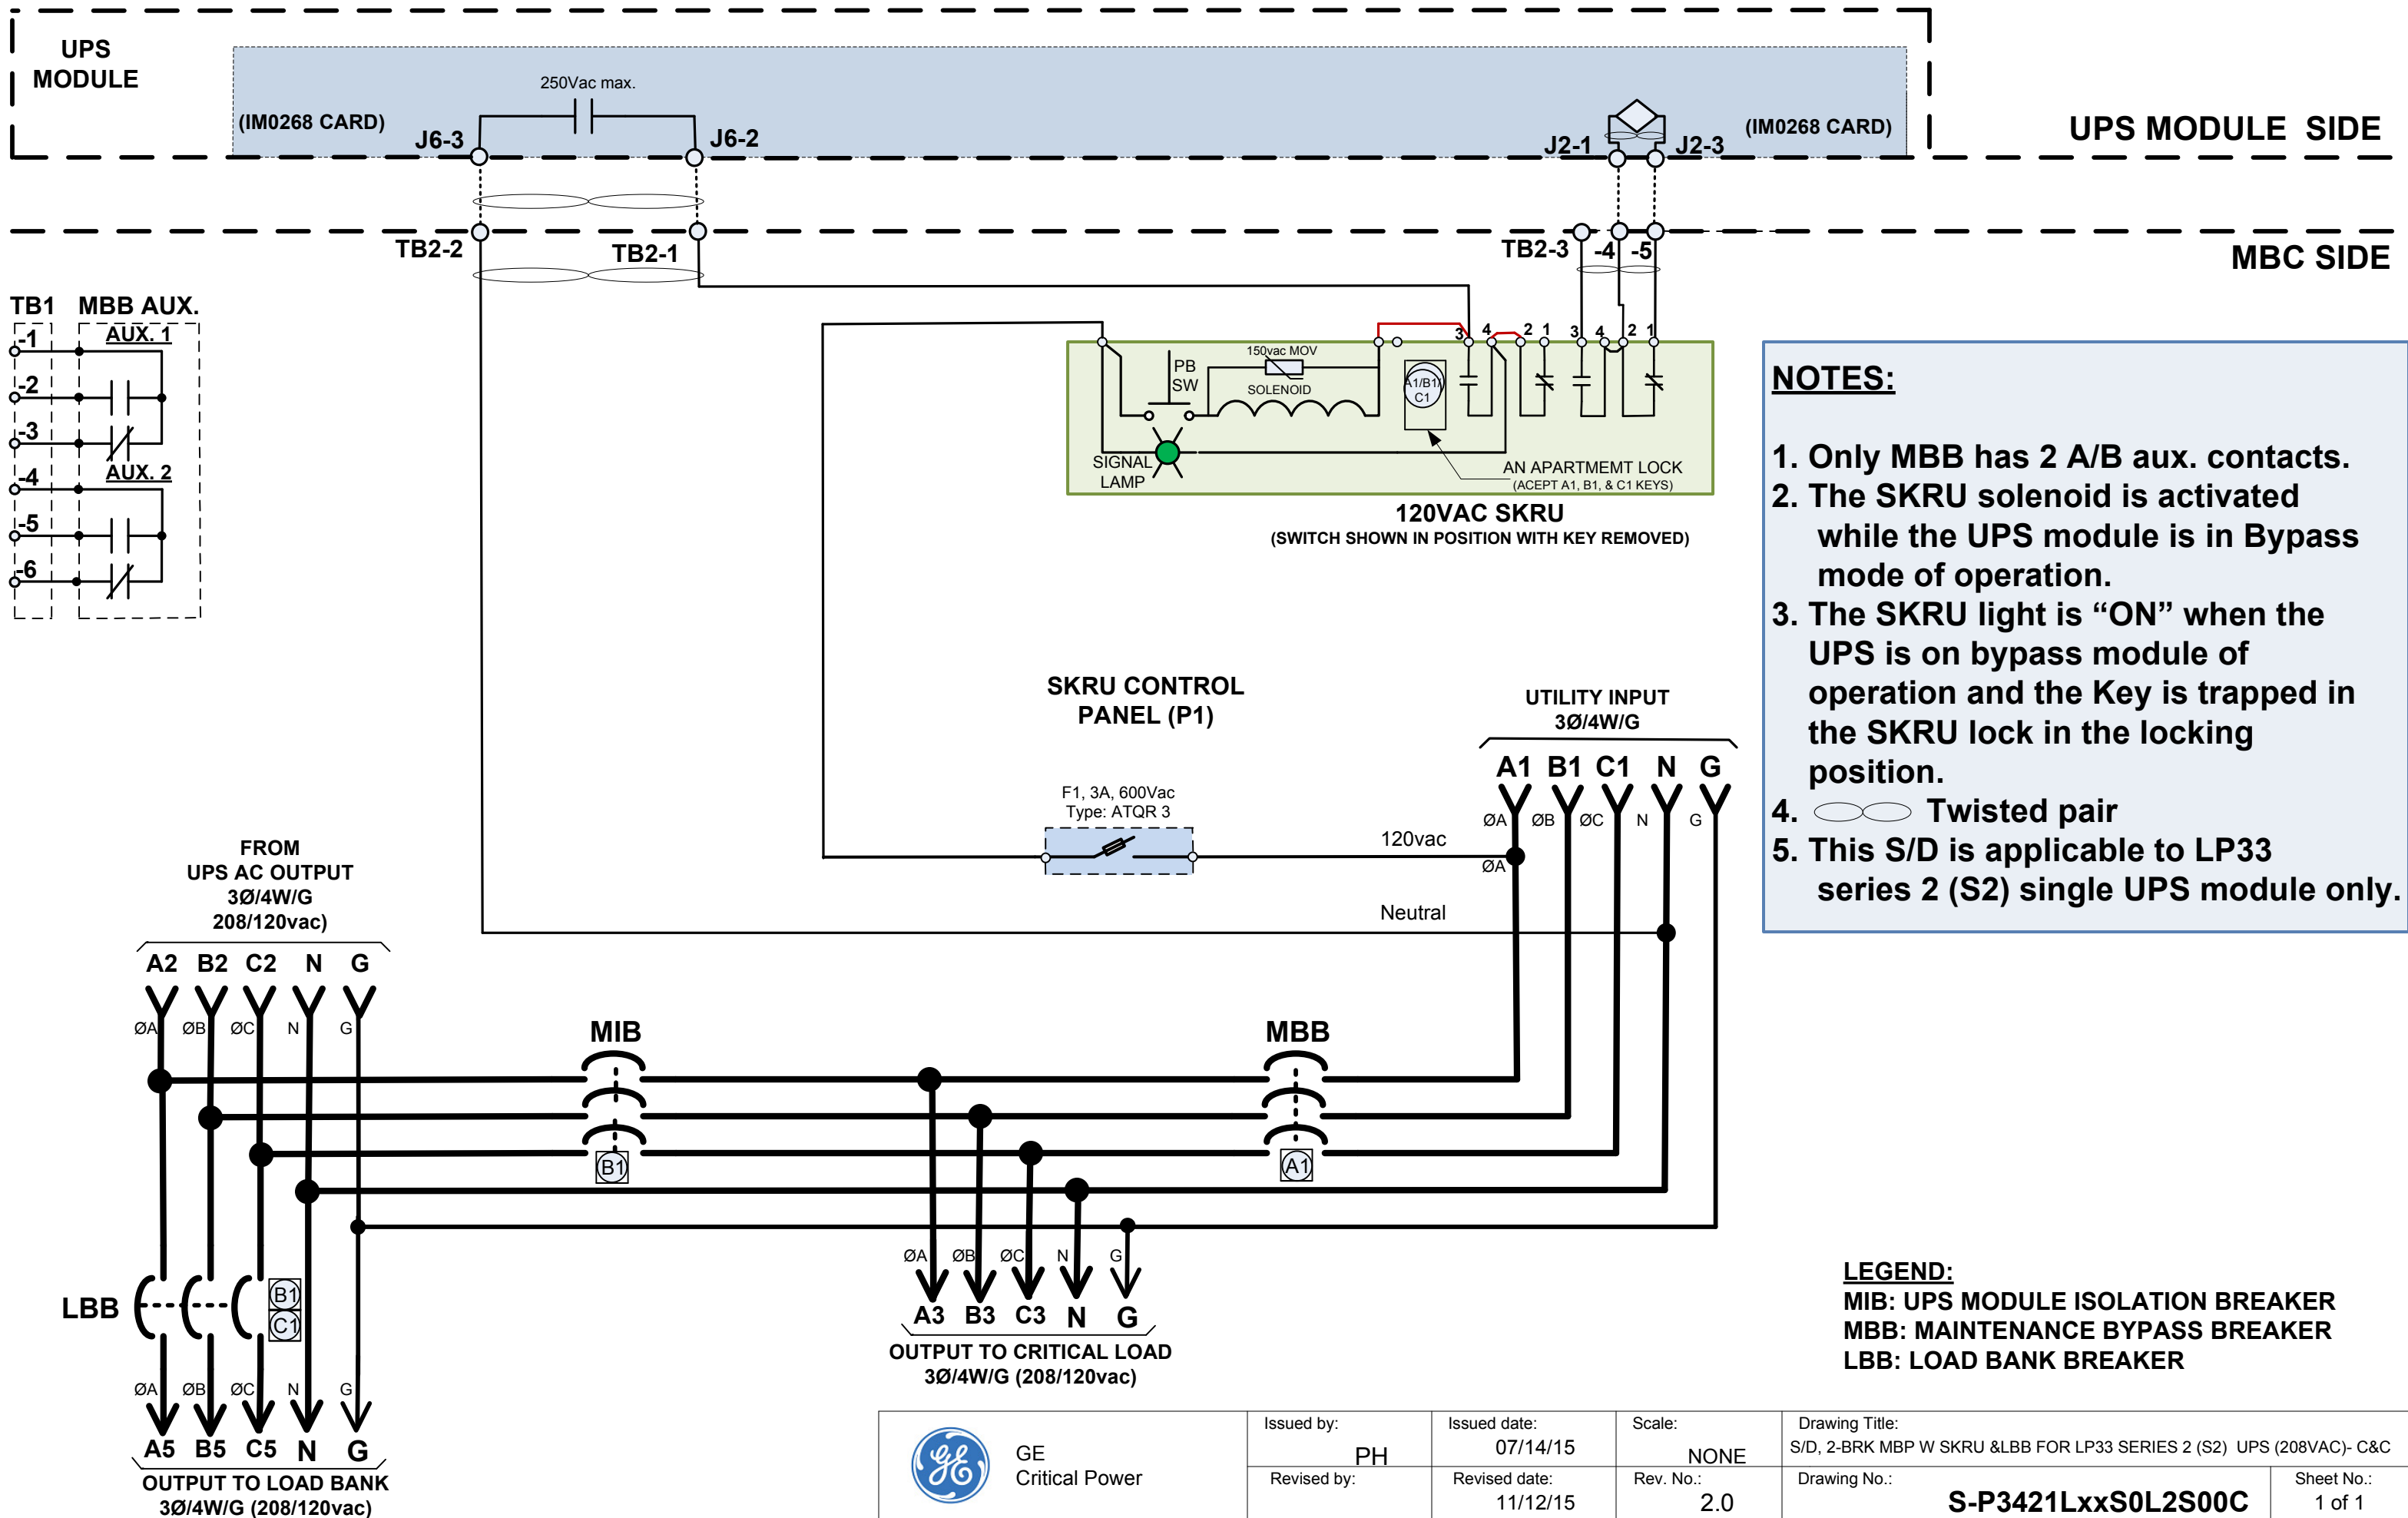 UPS
MODULE
250Vac max.
(IM0268 CARD)
J6-3
J6-2
J2-1
J2-3
(IM0268 CARD)
UPS MODULE SIDE
TB2-2
TB2-1
TB2-3
-4
-5
MBC SIDE
TB1
MBB AUX.
AUX. 1
-1
-2
-3
AUX. 2
-4
-5
-6
3
4
2
1
3
4
2
1
150vac MOV
PB
SW
SOLENOID
A1/B1/
C1
SIGNAL
LAMP
AN APARTMEMT LOCK
(ACEPT A1, B1, & C1 KEYS)
120VAC SKRU
(SWITCH SHOWN IN POSITION WITH KEY REMOVED)
NOTES:
1. Only MBB has 2 A/B aux. contacts.
2. The SKRU solenoid is activated
while the UPS module is in Bypass
mode of operation.
3. The SKRU light is “ON” when the
UPS is on bypass module of
operation and the Key is trapped in
the SKRU lock in the locking
position.
4. Twisted pair
5. This S/D is applicable to LP33
series 2 (S2) single UPS module only.
SKRU CONTROL
PANEL (P1)
F1, 3A, 600Vac
Type: ATQR 3
UTILITY INPUT
3Ø/4W/G
A1 B1 C1 N G
ØA ØB ØC N G
120vac
ØA
Neutral
FROM
UPS AC OUTPUT
3Ø/4W/G
208/120vac)
A2 B2 C2 N G
ØA ØB ØC N G
MIB
B1
MBB
A1
LBB
B1
C1
ØA ØB ØC N G
A3 B3 C3 N G
OUTPUT TO CRITICAL LOAD
3Ø/4W/G (208/120vac)
ØA ØB ØC N G
A5 B5 C5 N G
OUTPUT TO LOAD BANK
3Ø/4W/G (208/120vac)
LEGEND:
MIB: UPS MODULE ISOLATION BREAKER
MBB: MAINTENANCE BYPASS BREAKER
LBB: LOAD BANK BREAKER
GE
GE
Critical Power
Issued by:
PH
Issued date:
07/14/15
Scale:
NONE
Drawing Title:
S/D, 2-BRK MBP W SKRU &LBB FOR LP33 SERIES 2 (S2) UPS (208VAC)- C&C
Revised by:
Revised date:
11/12/15
Rev. No.:
2.0
Drawing No.:
S-P3421LxxS0L2S00C
Sheet No.:
1 of 1